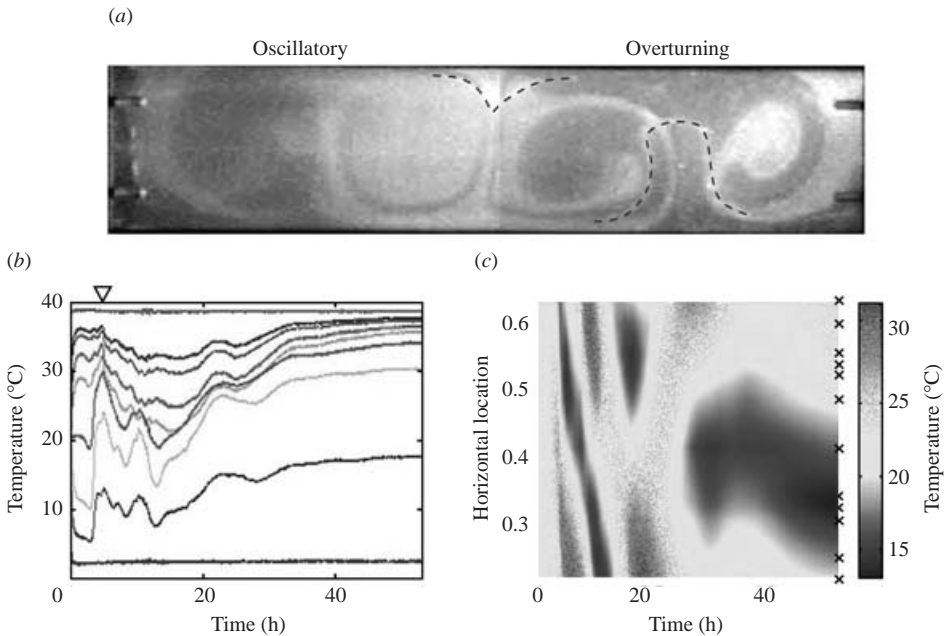 (a)
Oscillatory Overturning
(b)
40
30
20
10
0
Temperature (°C)
0 20 40
Time (h)
(c)
0.6
0.5
0.4
0.3
Horizontal location
0 20 40
Time (h)
30
25
20
15
Temperature (°C)